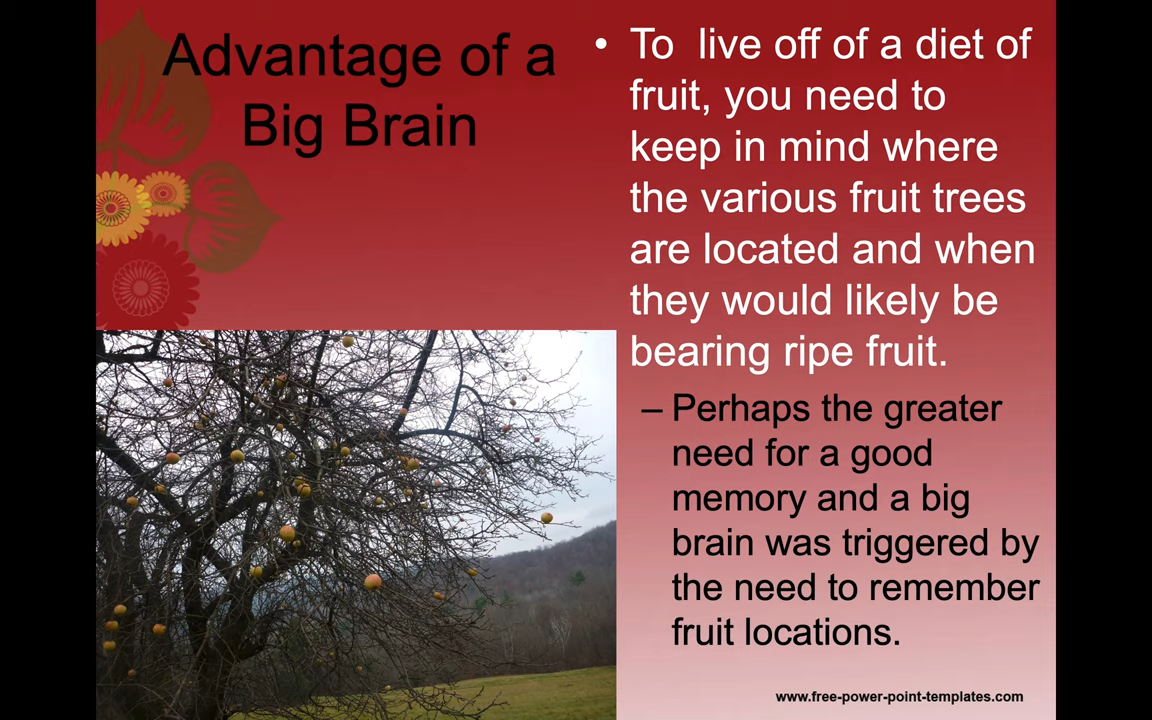 Advantage of a
Big Brain
• To  live off of a diet of
fruit, you need to
keep in mind where
the various fruit trees
are located and when
they would likely be
bearing ripe fruit.
– Perhaps the greater
need for a good
memory and a big
brain was triggered by
the need to remember
fruit locations.
www.free-power-point-templates.com